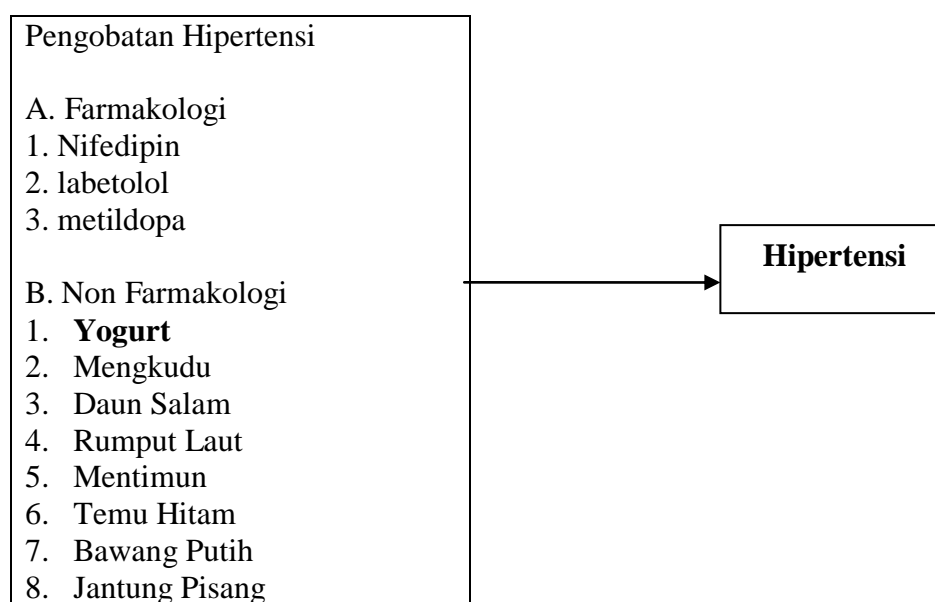 Pengobatan Hipertensi
A. Farmakologi
1. Nifedipin
2. labetolol
3. metildopa
B. Non Farmakologi
1. Yogurt
2. Mengkudu
3. Daun Salam
4. Rumput Laut
5. Mentimun
6. Temu Hitam
7. Bawang Putih
8. Jantung Pisang
Hipertensi